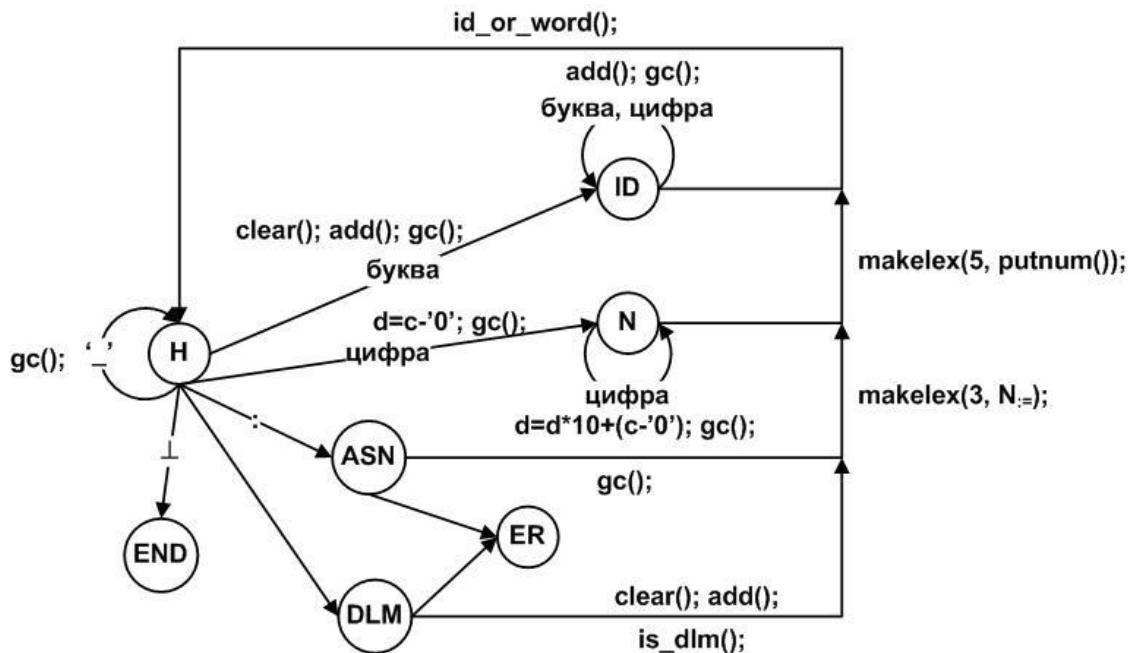 id_or_word();
add(); gc();
буква, цифра
ID
clear(); add(); gc();
буква
makelex(5, putnum());
d=c-’0’; gc();
цифра
N
H
gc(); ‘_’
цифра
d=d*10+(c-’0’); gc();
makelex(3, N:=);
:
ASN
gc();
⊥
ER
END
DLM
clear(); add();
is_dlm();